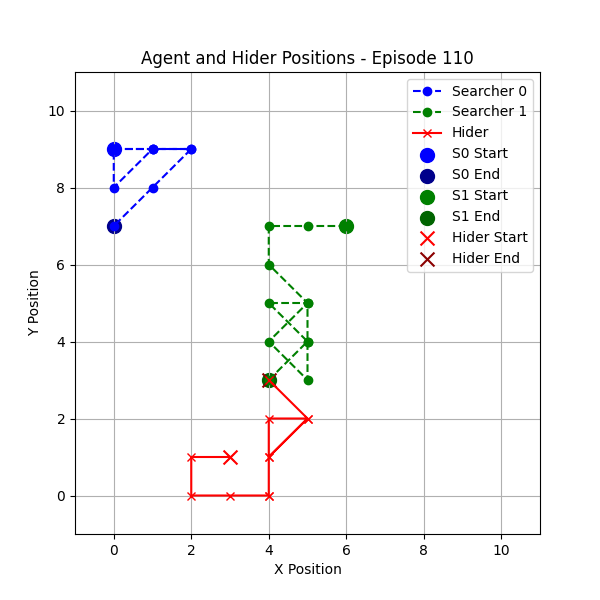 Agent and Hider Positions - Episode 110
Y Position
10
8
6
4
2
0
0 2 4 6 8 10
X Position
Searcher 0
Searcher 1
Hider
S0 Start
S0 End
S1 Start
S1 End
Hider Start
Hider End